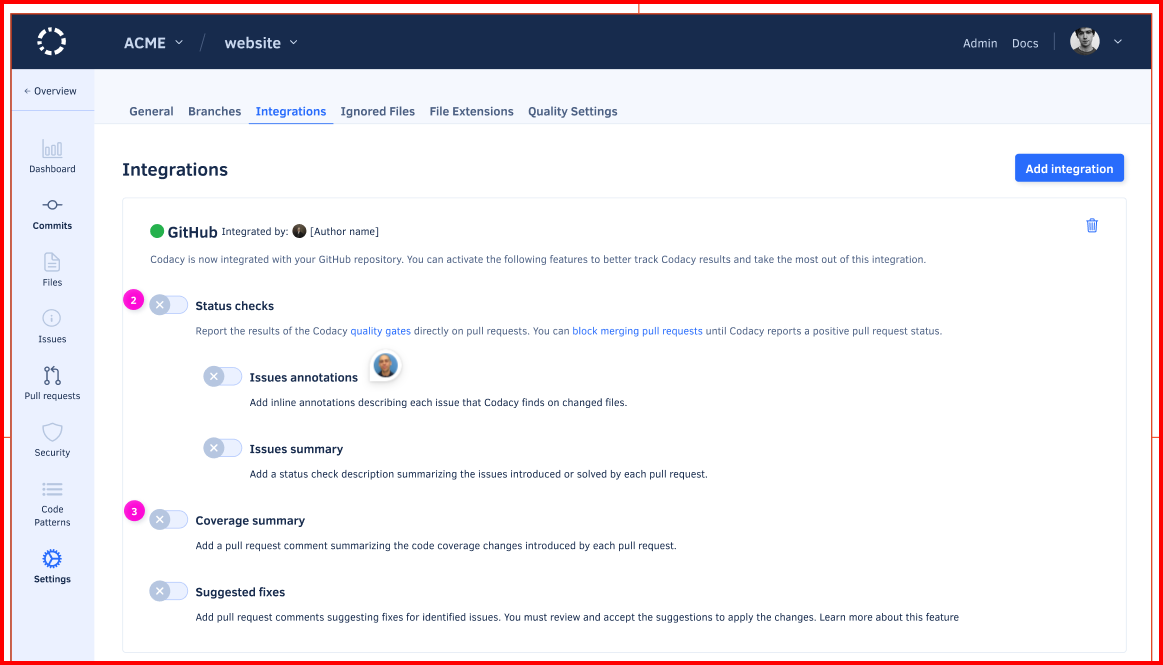 ACME / website
Admin Docs
← Overview
General Branches Integrations Ignored Files File Extensions Quality Settings
Dashboard
Commits
Files
Issues
Pull requests
Security
Code
Patterns
Settings
Integrations
Add integration
GitHub Integrated by: [Author name]
Codacy is now integrated with your GitHub repository. You can activate the following features to better track Codacy results and take the most out of this integration.
2
Status checks
Report the results of the Codacy quality gates directly on pull requests. You can block merging pull requests until Codacy reports a positive pull request status.
Issues annotations
Add inline annotations describing each issue that Codacy finds on changed files.
Issues summary
Add a status check description summarizing the issues introduced or solved by each pull request.
3
Coverage summary
Add a pull request comment summarizing the code coverage changes introduced by each pull request.
Suggested fixes
Add pull request comments suggesting fixes for identified issues. You must review and accept the suggestions to apply the changes. Learn more about this feature